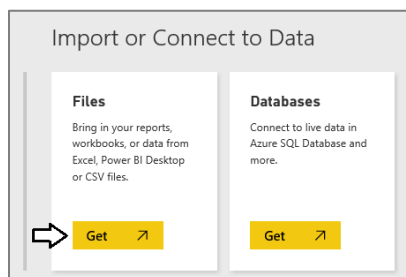 Import or Connect to Data
Files
Bring in your reports,
workbooks, or data from
Excel, Power BI Desktop
or CSV files.
Get
Databases
Connect to live data in
Azure SQL Database and
more.
Get